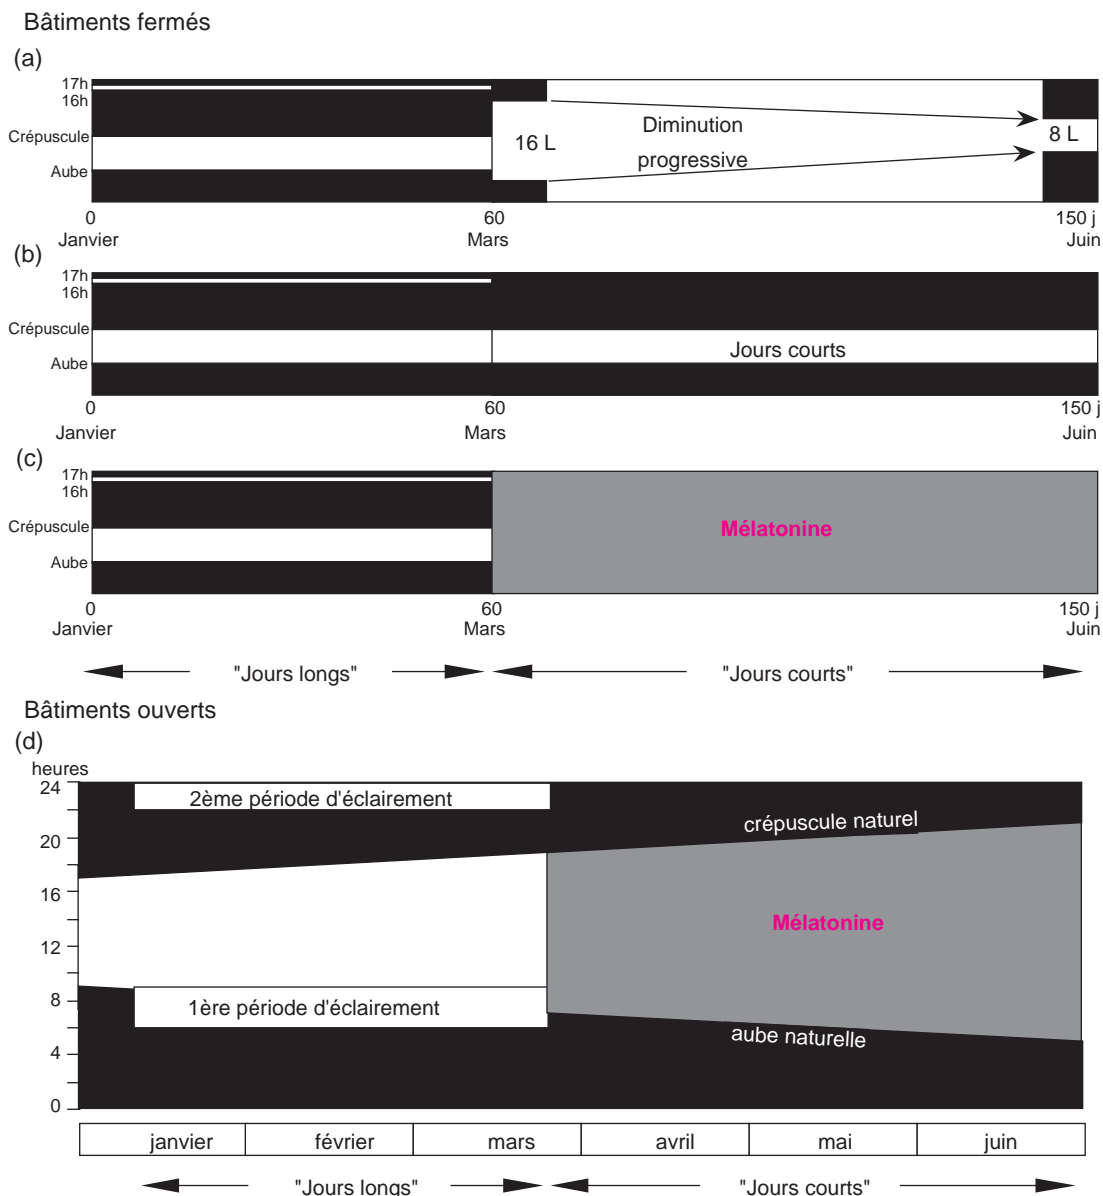 Bâtiments fermés
(a)
17h
16h
Crépuscule
Aube
16 L
Diminution
progressive
8 L
0
60
150 j
Janvier
Mars
Juin
(b)
17h
16h
Crépuscule
Aube
Jours courts
0
60
150 j
Janvier
Mars
Juin
(c)
17h
16h
Crépuscule
Aube
Mélatonine
0
60
150 j
Janvier
Mars
Juin
"Jours longs"
"Jours courts"
Bâtiments ouverts
(d)
heures
24
20
16
12
8
4
0
2ème période d'éclairement
crépuscule naturel
Mélatonine
1ère période d'éclairement
aube naturelle
janvier
février
mars
avril
mai
juin
"Jours longs"
"Jours courts"